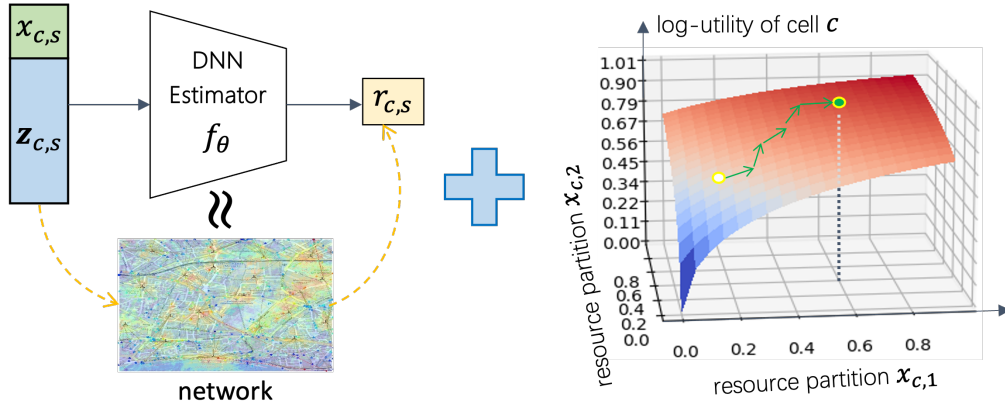 x_{c,s}
z_{c,s}
DNN
Estimator
f_θ
r_{c,s}
≈
network
log-utility of cell c
1.01
0.90
0.79
0.67
0.56
0.45
0.34
0.22
0.11
0.00
0.8
0.6
0.4
0.2
0.0
0.2
0.4
0.6
0.8
resource partition x_{c,2}
resource partition x_{c,1}